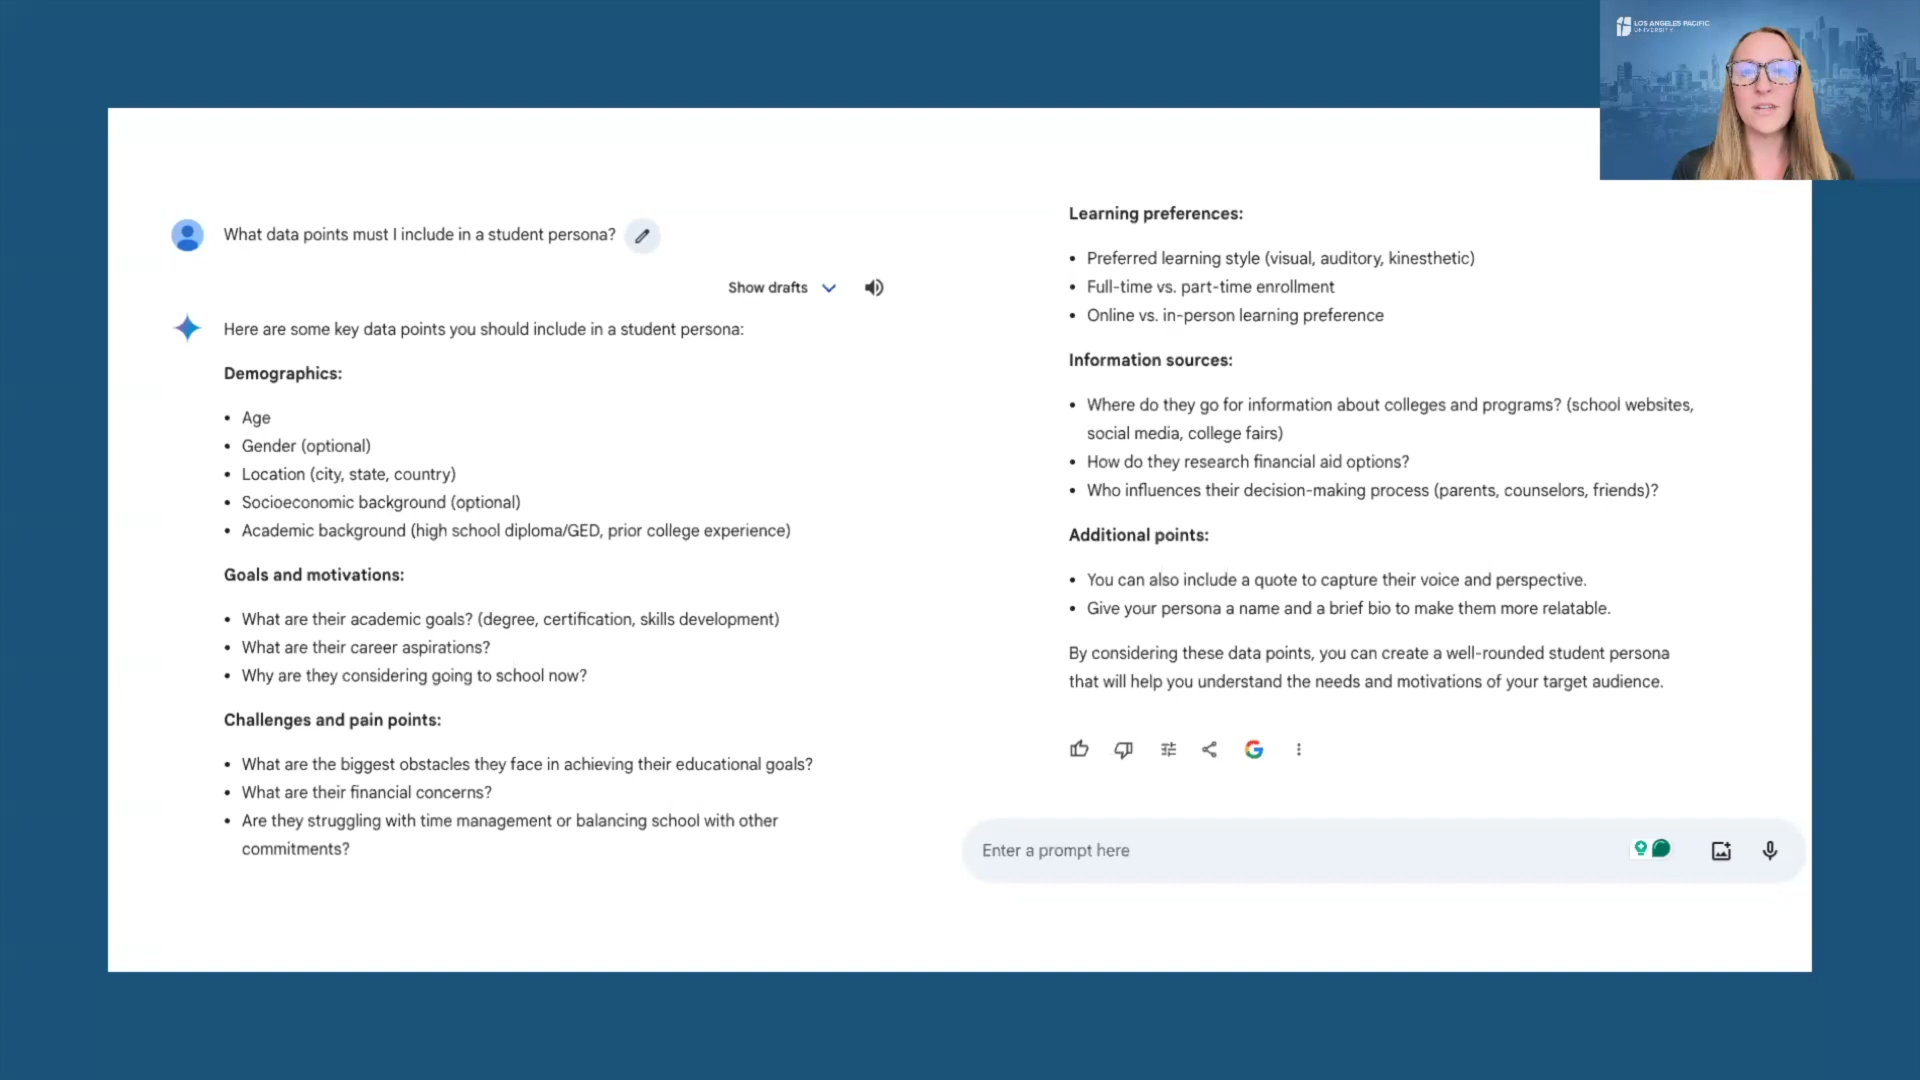 LOS ANGELES PACIFIC
UNIVERSITY
What data points must I include in a student persona?
Show drafts
Here are some key data points you should include in a student persona:
Demographics:
• Age
• Gender (optional)
• Location (city, state, country)
• Socioeconomic background (optional)
• Academic background (high school diploma/GED, prior college experience)
Goals and motivations:
• What are their academic goals? (degree, certification, skills development)
• What are their career aspirations?
• Why are they considering going to school now?
Challenges and pain points:
• What are the biggest obstacles they face in achieving their educational goals?
• What are their financial concerns?
• Are they struggling with time management or balancing school with other
commitments?
Learning preferences:
• Preferred learning style (visual, auditory, kinesthetic)
• Full-time vs. part-time enrollment
• Online vs. in-person learning preference
Information sources:
• Where do they go for information about colleges and programs? (school websites,
social media, college fairs)
• How do they research financial aid options?
• Who influences their decision-making process (parents, counselors, friends)?
Additional points:
• You can also include a quote to capture their voice and perspective.
• Give your persona a name and a brief bio to make them more relatable.
By considering these data points, you can create a well-rounded student persona
that will help you understand the needs and motivations of your target audience.
Enter a prompt here